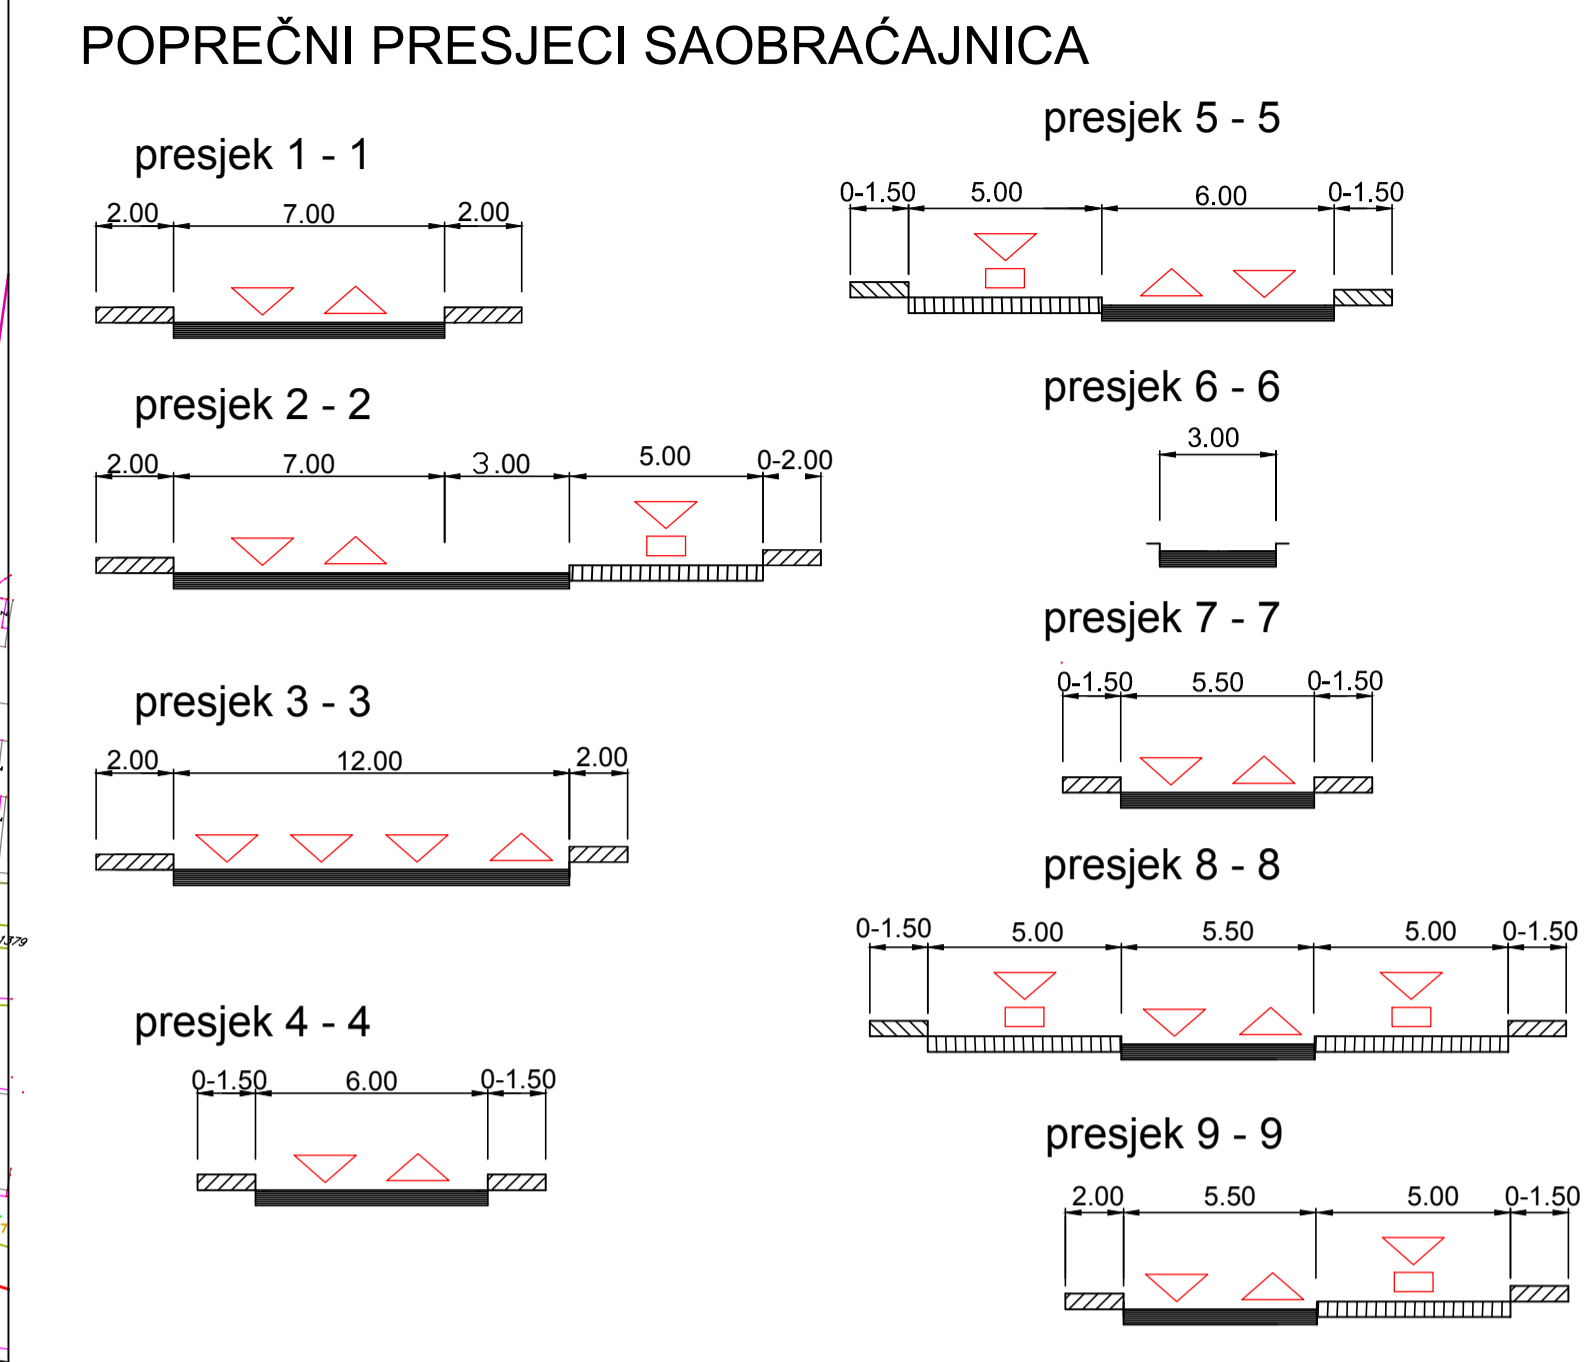 POPREČNI PRESJECI SAOBRAĆAJNICA
presjek 1 - 1
2.00 7.00 2.00
presjek 2 - 2
2.00 7.00 3.00 5.00 0-2.00
presjek 3 - 3
2.00 12.00 2.00
presjek 4 - 4
0-1.50 6.00 0-1.50
presjek 5 - 5
0-1.50 5.00 6.00 0-1.50
presjek 6 - 6
3.00
presjek 7 - 7
0-1.50 5.50 0-1.50
presjek 8 - 8
0-1.50 5.00 5.50 5.00 0-1.50
presjek 9 - 9
2.00 5.50 5.00 0-1.50
1379